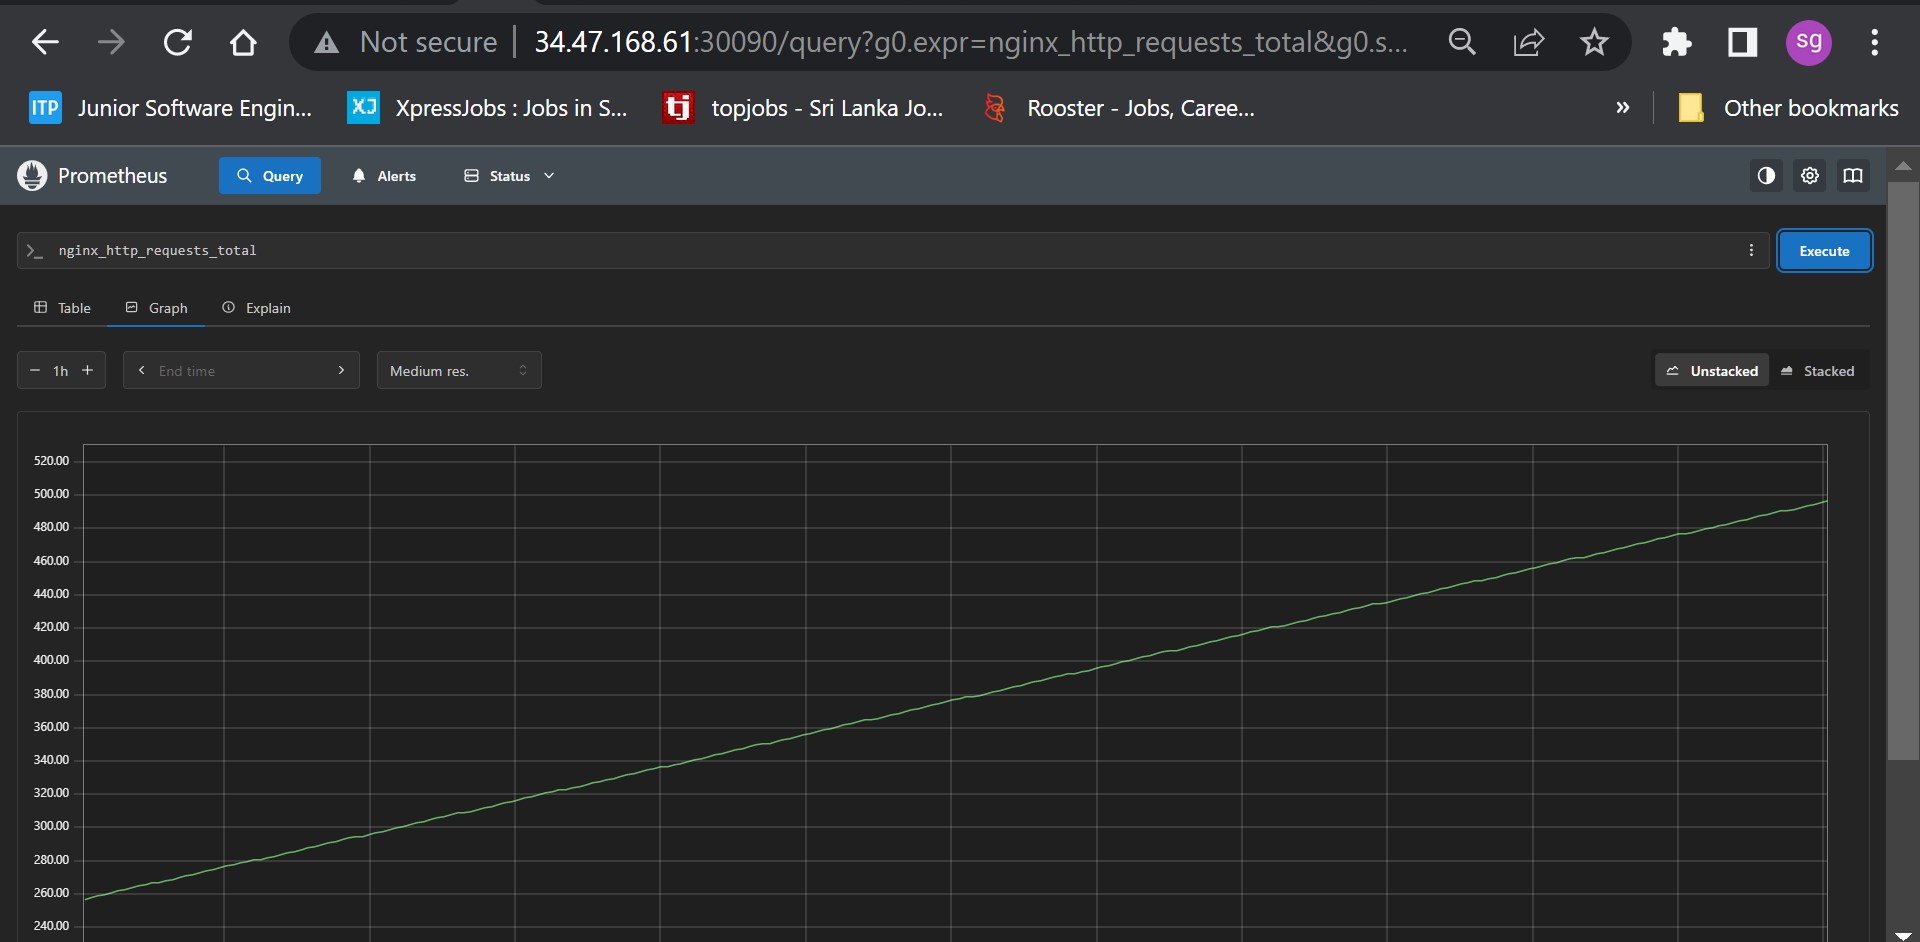 Not secure 34.47.168.61:30090/query?g0.expr=nginx_http_requests_total&g0.s... sg
ITP Junior Software Engin... XJ XpressJobs : Jobs in S... tj topjobs - Sri Lanka Jo... Rooster - Jobs, Caree... » Other bookmarks
Prometheus Query Alerts Status
>_ nginx_http_requests_total Execute
Table Graph Explain
− 1h + < End time > Medium res. Unstacked Stacked
520.00
500.00
480.00
460.00
440.00
420.00
400.00
380.00
360.00
340.00
320.00
300.00
280.00
260.00
240.00